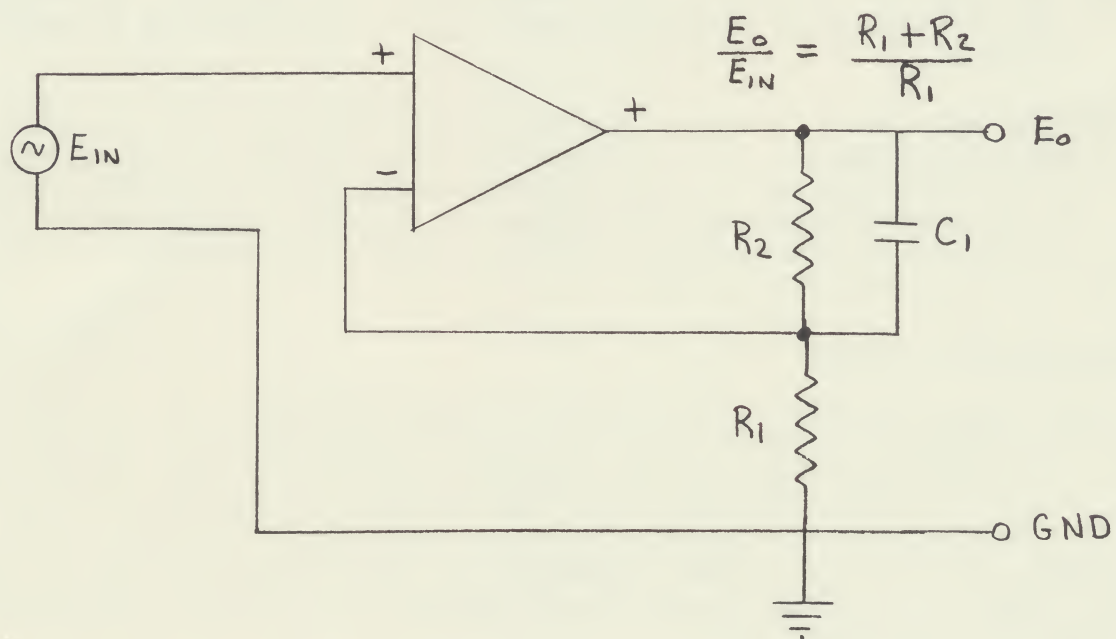 E₀/E_IN = (R₁ + R₂)/R₁
+
+
E₀
~ E_IN
-
R₂
C₁
R₁
GND